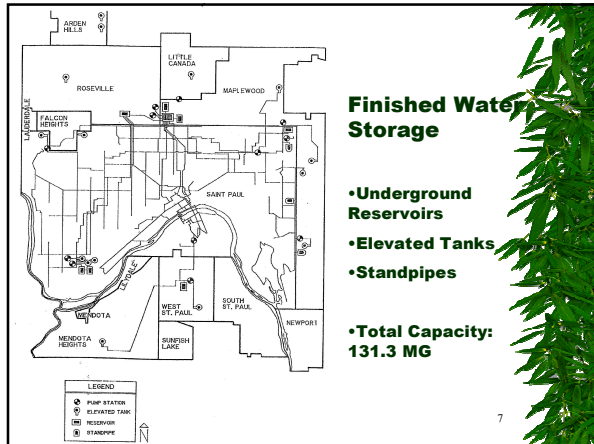 ARDEN
HILLS
LITTLE
CANADA
ROSEVILLE
MAPLEWOOD
LAUDERDALE
FALCON
HEIGHTS
SAINT PAUL
LILYDALE
MENDOTA
WEST
ST. PAUL
SOUTH
ST. PAUL
NEWPORT
MENDOTA
HEIGHTS
SUNFISH
LAKE
LEGEND
PUMP STATION
ELEVATED TANK
RESERVOIR
STANDPIPE
N
Finished Water
Storage
•Underground
Reservoirs
•Elevated Tanks
•Standpipes
•Total Capacity:
131.3 MG
7